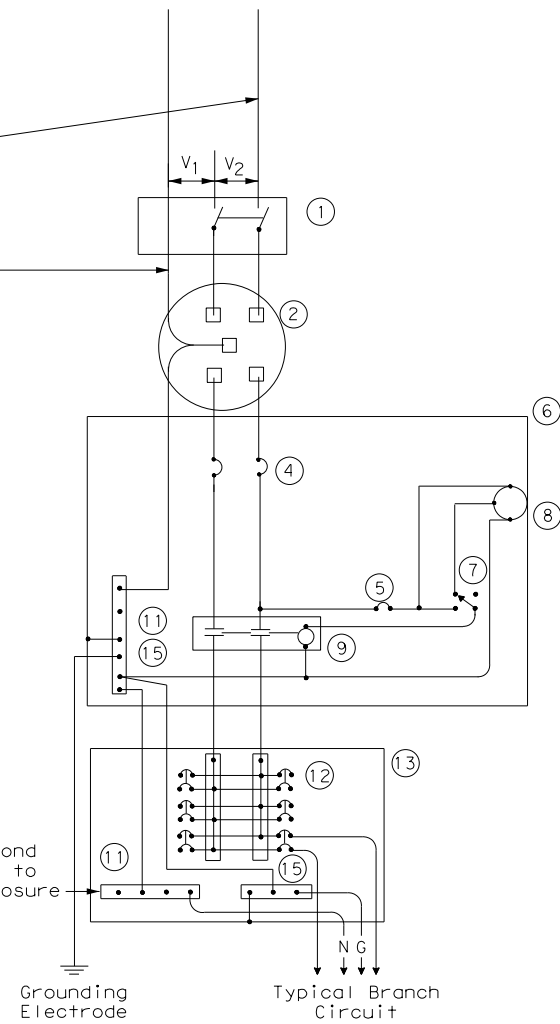 V1
V2
1
2
6
4
8
5
7
11
15
9
13
12
ond
to
osure
11
15
N G
Grounding
Electrode
Typical Branch
Circuit